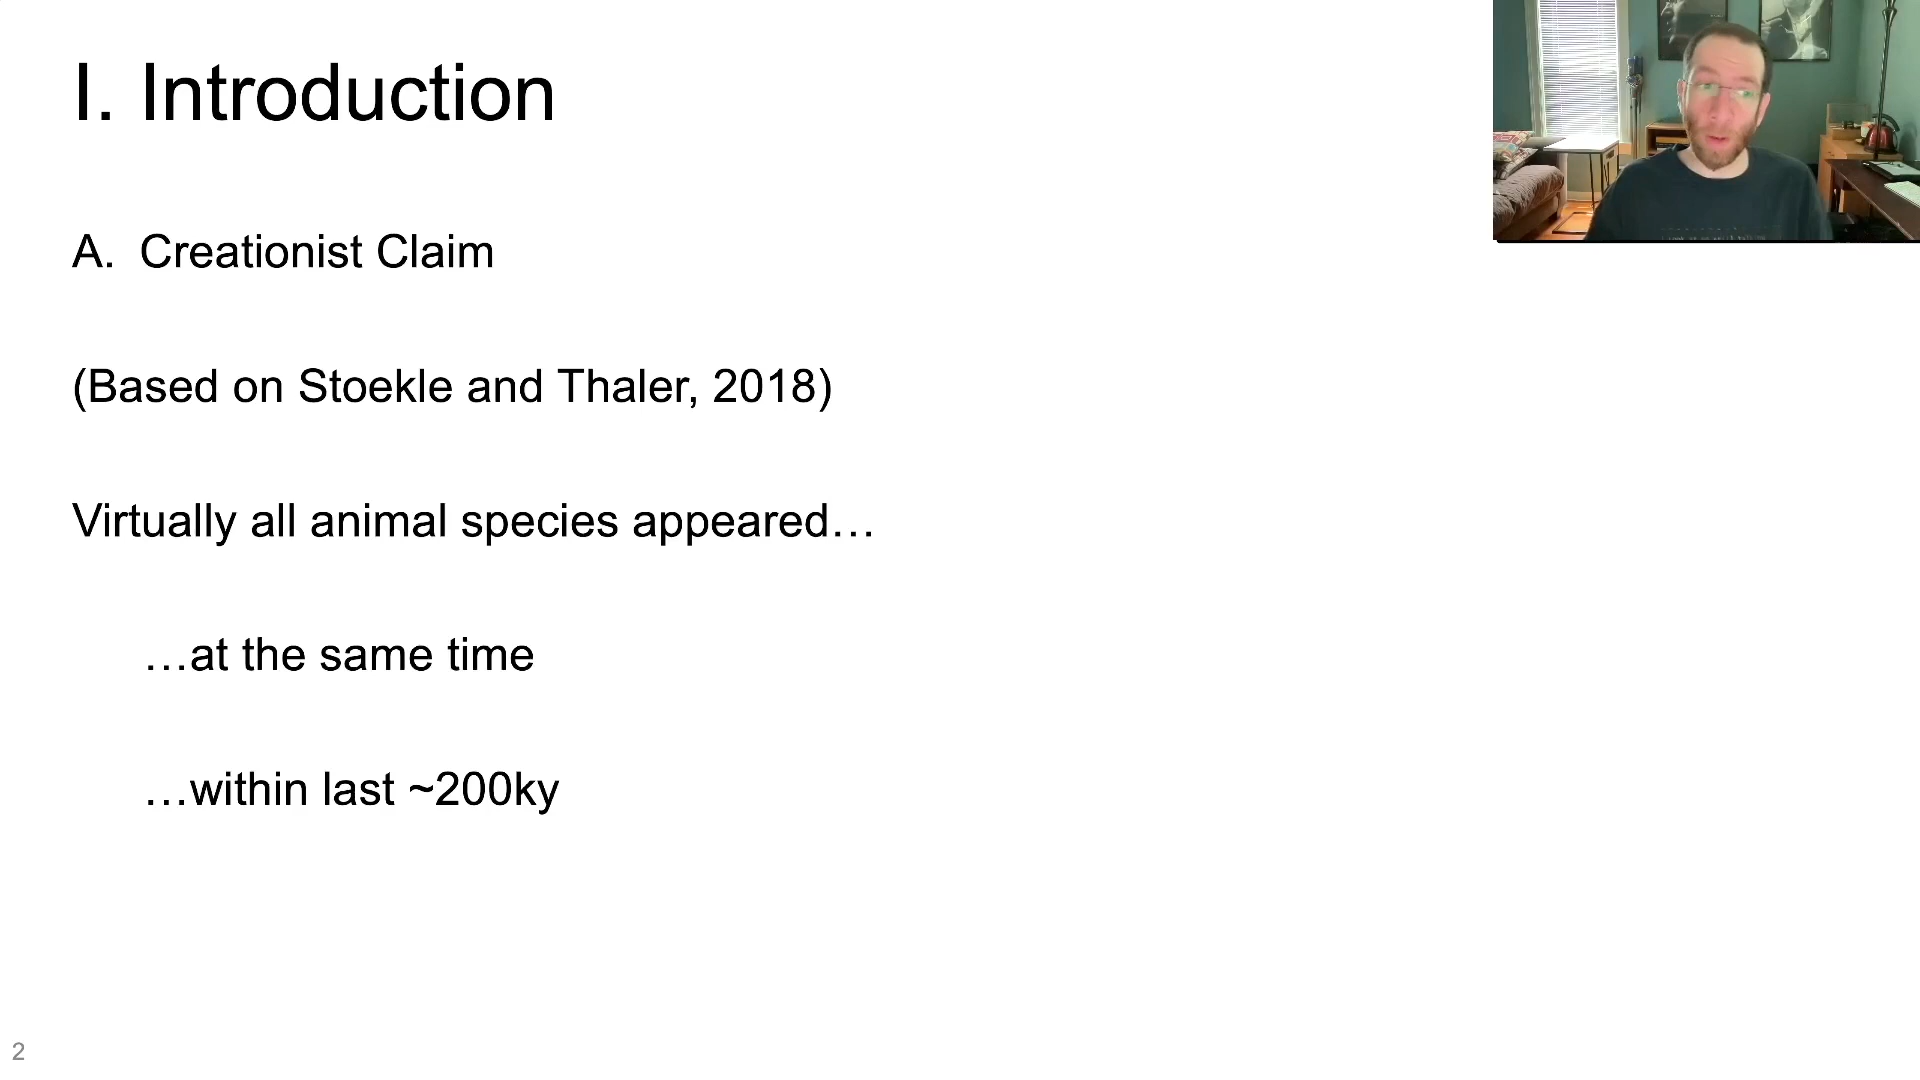 I. Introduction
A. Creationist Claim
(Based on Stoekle and Thaler, 2018)
Virtually all animal species appeared…
…at the same time
…within last ~200ky
2